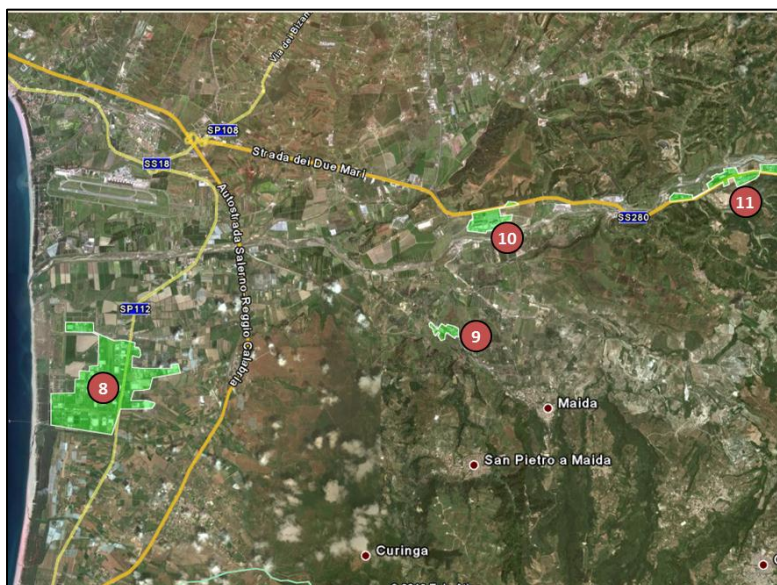 Via dei Bizan
SP108
SS18
Strada dei Due Mari
11
SS280
10
Autostrada Salerno-Reggio Calabria
SP112
9
8
Maida
San Pietro a Maida
Curinga